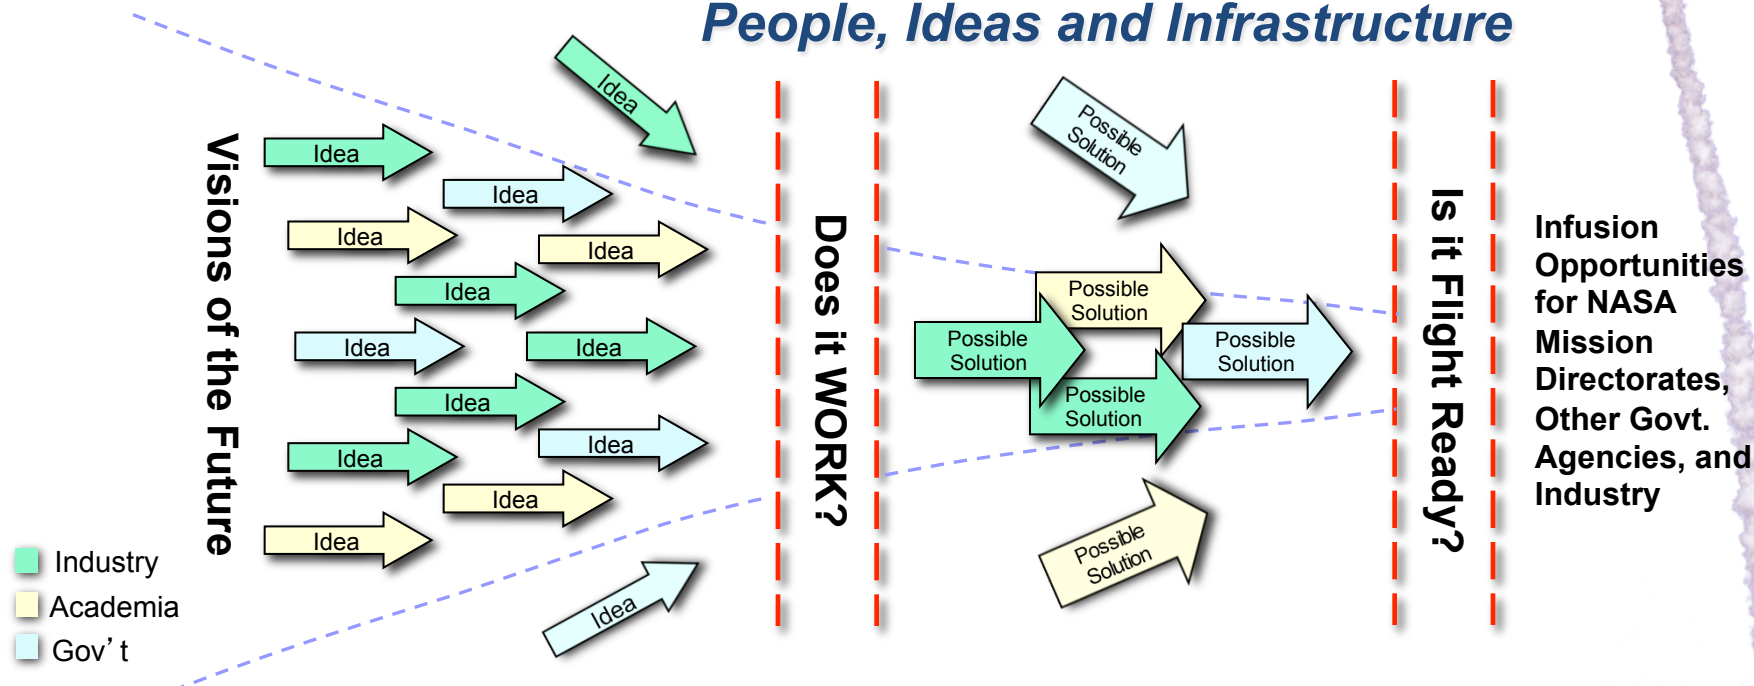 People, Ideas and Infrastructure
Visions of the Future
Idea
Idea
Idea
Idea
Idea
Idea
Idea
Idea
Idea
Idea
Idea
Idea
Idea
Idea
Does it WORK?
Possible
Solution
Possible
Solution
Possible
Solution
Possible
Solution
Possible
Solution
Possible
Solution
Is it Flight Ready?
Infusion
Opportunities
for NASA
Mission
Directorates,
Other Govt.
Agencies, and
Industry
Industry
Academia
Gov't